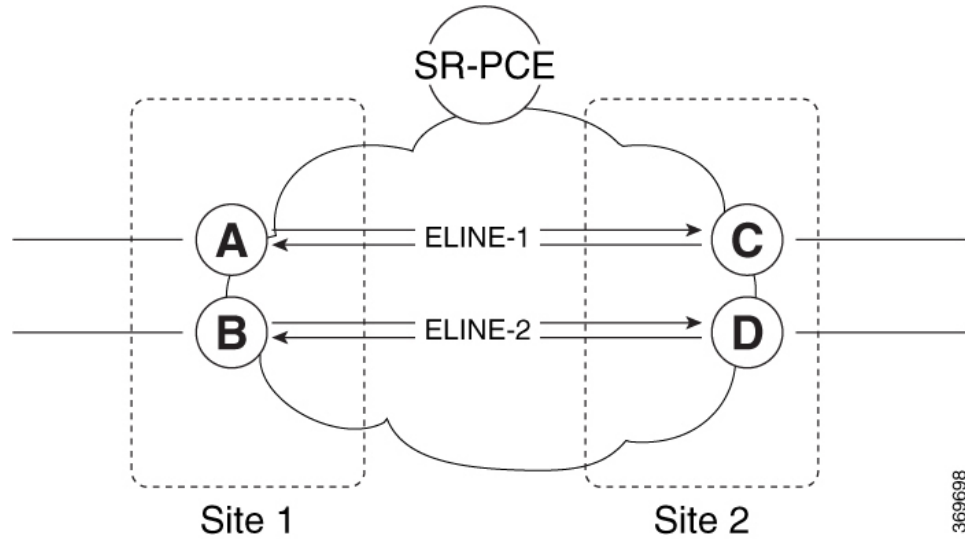 SR-PCE
A
ELINE-1
C
B
ELINE-2
D
Site 1
Site 2
369698